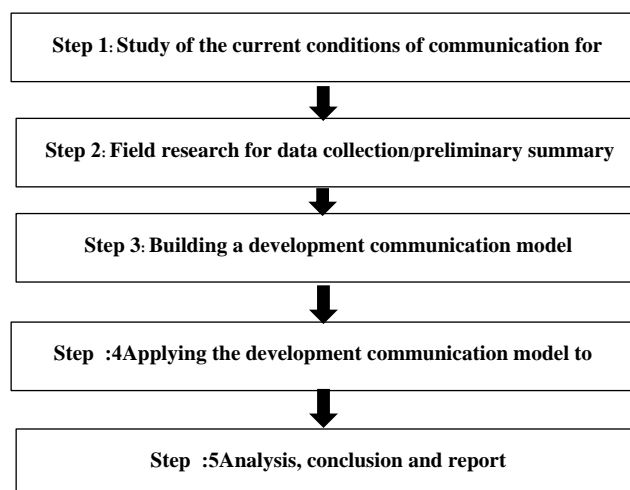 Step 1: Study of the current conditions of communication for
Step 2: Field research for data collection/preliminary summary
Step 3: Building a development communication model
Step :4Applying the development communication model to
Step :5Analysis, conclusion and report